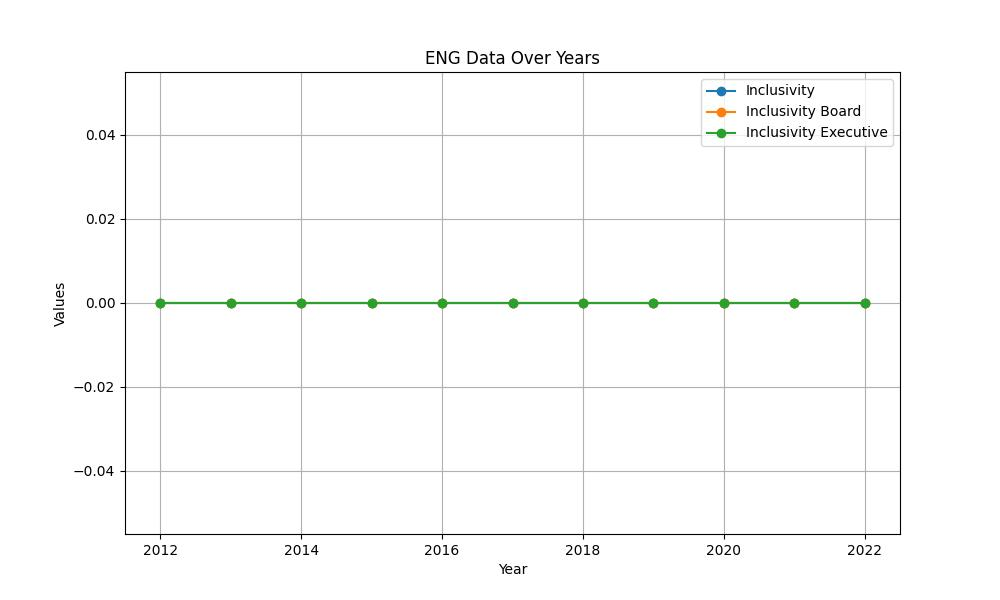 ENG Data Over Years
Inclusivity
Inclusivity Board
Inclusivity Executive
0.04
0.02
0.00
−0.02
−0.04
Values
2012 2014 2016 2018 2020 2022
Year